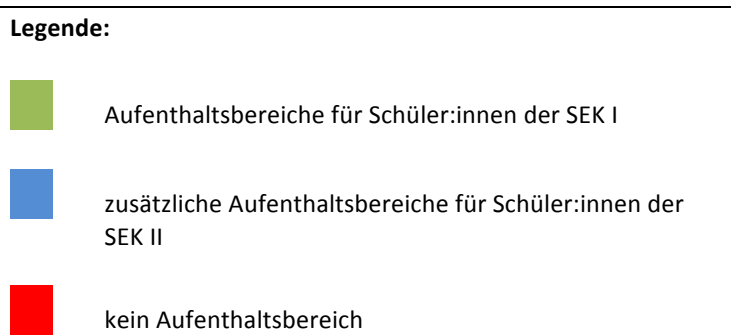 Legende:
Aufenthaltsbereiche für Schüler:innen der SEK I
zusätzliche Aufenthaltsbereiche für Schüler:innen der
SEK II
kein Aufenthaltsbereich